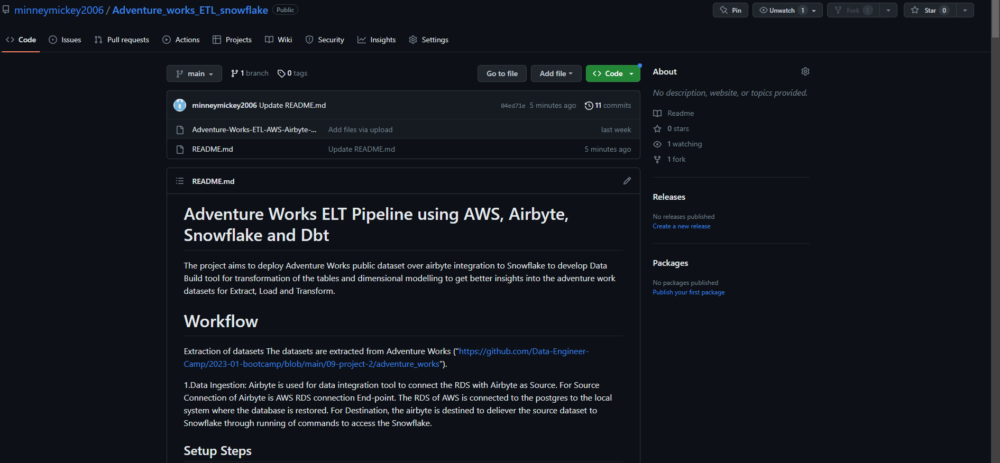 minneymickey2006 / Adventure_works_ETL_snowflake Public
Pin Unwatch 1 Fork 1 Star 0
Code Issues Pull requests Actions Projects Wiki Security Insights Settings
main 1 branch 0 tags Go to file Add file Code
minneymickey2006 Update README.md 04ed71e 5 minutes ago 11 commits
Adventure-Works-ETL-AWS-Airbyte-... Add files via upload last week
README.md Update README.md 5 minutes ago
README.md
Adventure Works ELT Pipeline using AWS, Airbyte,
Snowflake and Dbt
The project aims to deploy Adventure Works public dataset over airbyte integration to Snowflake to develop Data
Build tool for transformation of the tables and dimensional modelling to get better insights into the adventure work
datasets for Extract, Load and Transform.
Workflow
Extraction of datasets The datasets are extracted from Adventure Works ("https://github.com/Data-Engineer-
Camp/2023-01-bootcamp/blob/main/09-project-2/adventure_works").
1.Data Ingestion: Airbyte is used for data integration tool to connect the RDS with Airbyte as Source. For Source
Connection of Airbyte is AWS RDS connection End-point. The RDS of AWS is connected to the postgres to the local
system where the database is restored. For Destination, the airbyte is destined to deliever the source dataset to
Snowflake through running of commands to access the Snowflake.
Setup Steps
About
No description, website, or topics provided.
Readme
0 stars
1 watching
1 fork
Releases
No releases published
Create a new release
Packages
No packages published
Publish your first package